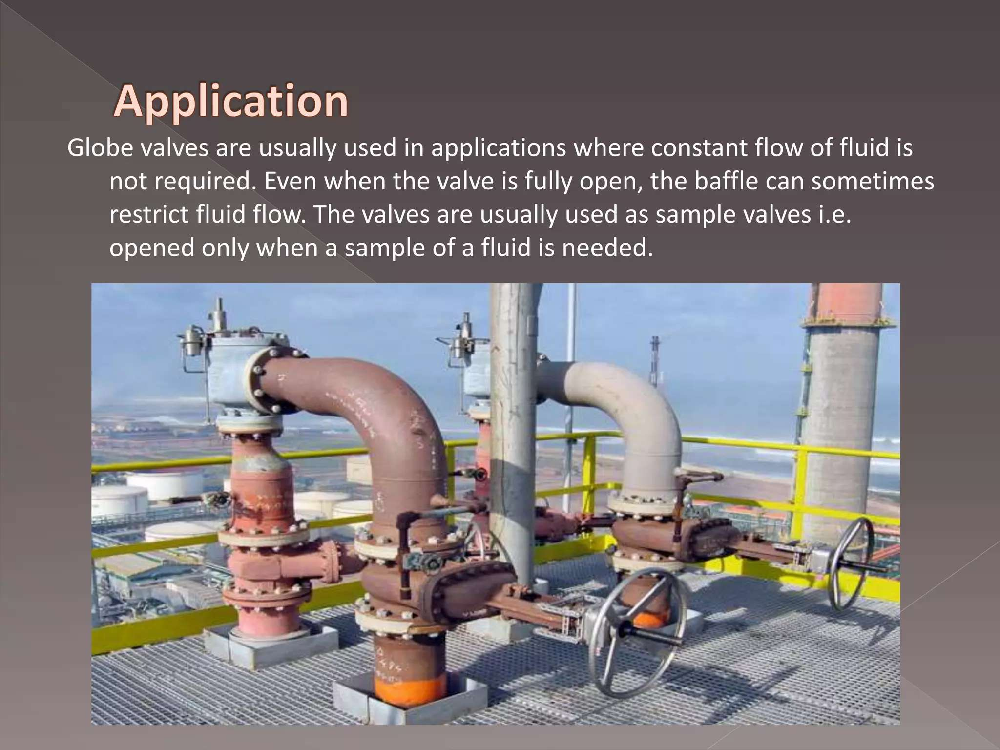 Application
Globe valves are usually used in applications where constant flow of fluid is
not required. Even when the valve is fully open, the baffle can sometimes
restrict fluid flow. The valves are usually used as sample valves i.e.
opened only when a sample of a fluid is needed.